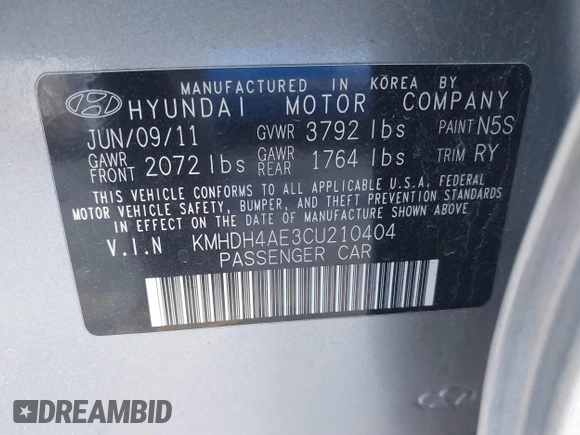 MANUFACTURED IN KOREA BY
HYUNDAI MOTOR COMPANY
JUN/09/11 GVWR 3792 lbs PAINT N5S
GAWR FRONT 2072 lbs GAWR REAR 1764 lbs TRIM RY
THIS VEHICLE CONFORMS TO ALL APPLICABLE U.S.A. FEDERAL
MOTOR VEHICLE SAFETY, BUMPER, AND THEFT PREVENTION STANDARDS
IN EFFECT ON THE DATE OF MANUFACTURE SHOWN ABOVE.
V.I.N KMHDH4AE3CU210404
PASSENGER CAR
DREAMBID